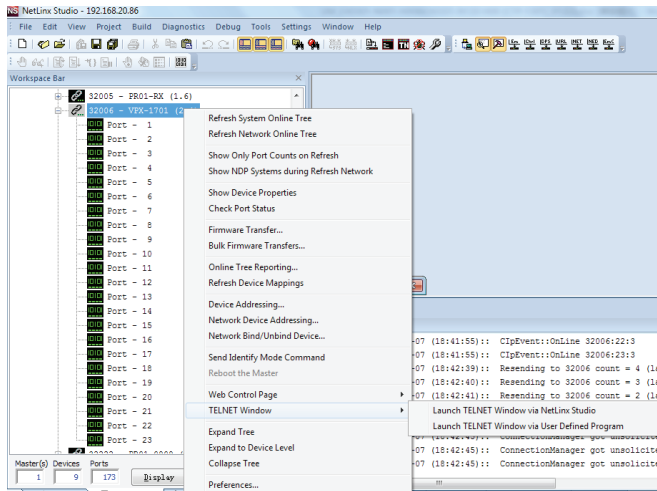 NetLinx Studio - 192.168.20.86
File Edit View Project Build Diagnostics Debug Tools Settings Window Help
Workspace Bar
32005 - PR01-RX (1.6)
32006 - VPX-1701 (2
Port - 1
Port - 2
Port - 3
Port - 4
Port - 5
Port - 6
Port - 7
Port - 8
Port - 9
Port - 10
Port - 11
Port - 12
Port - 13
Port - 14
Port - 15
Port - 16
Port - 17
Port - 18
Port - 19
Port - 20
Port - 21
Port - 22
Port - 23
Master(s) Devices Ports
1 9 173 Display
Refresh System Online Tree
Refresh Network Online Tree
Show Only Port Counts on Refresh
Show NDP Systems during Refresh Network
Show Device Properties
Check Port Status
Firmware Transfer...
Bulk Firmware Transfers...
Online Tree Reporting...
Refresh Device Mappings
Device Addressing...
Network Device Addressing...
Network Bind/Unbind Device...
Send Identify Mode Command
Reboot the Master
Web Control Page
TELNET Window
Expand Tree
Expand to Device Level
Collapse Tree
Preferences...
Launch TELNET Window via NetLinx Studio
Launch TELNET Window via User Defined Program
-07 (18:41:55):: CIpEvent::OnLine 32006:22:3
-07 (18:41:55):: CIpEvent::OnLine 32006:23:3
-07 (18:42:39):: Resending to 32006 count = 4 (l
-07 (18:42:40):: Resending to 32006 count = 3 (l
-07 (18:42:41):: Resending to 32006 count = 2 (l
-07 (18:42:45):: ConnectionManager got unsolicite
-07 (18:42:45):: ConnectionManager got unsolicite